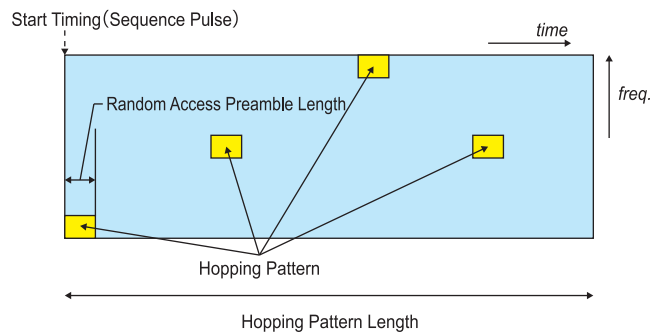 Start Timing(Sequence Pulse)
time
Random Access Preamble Length
freq.
Hopping Pattern
Hopping Pattern Length